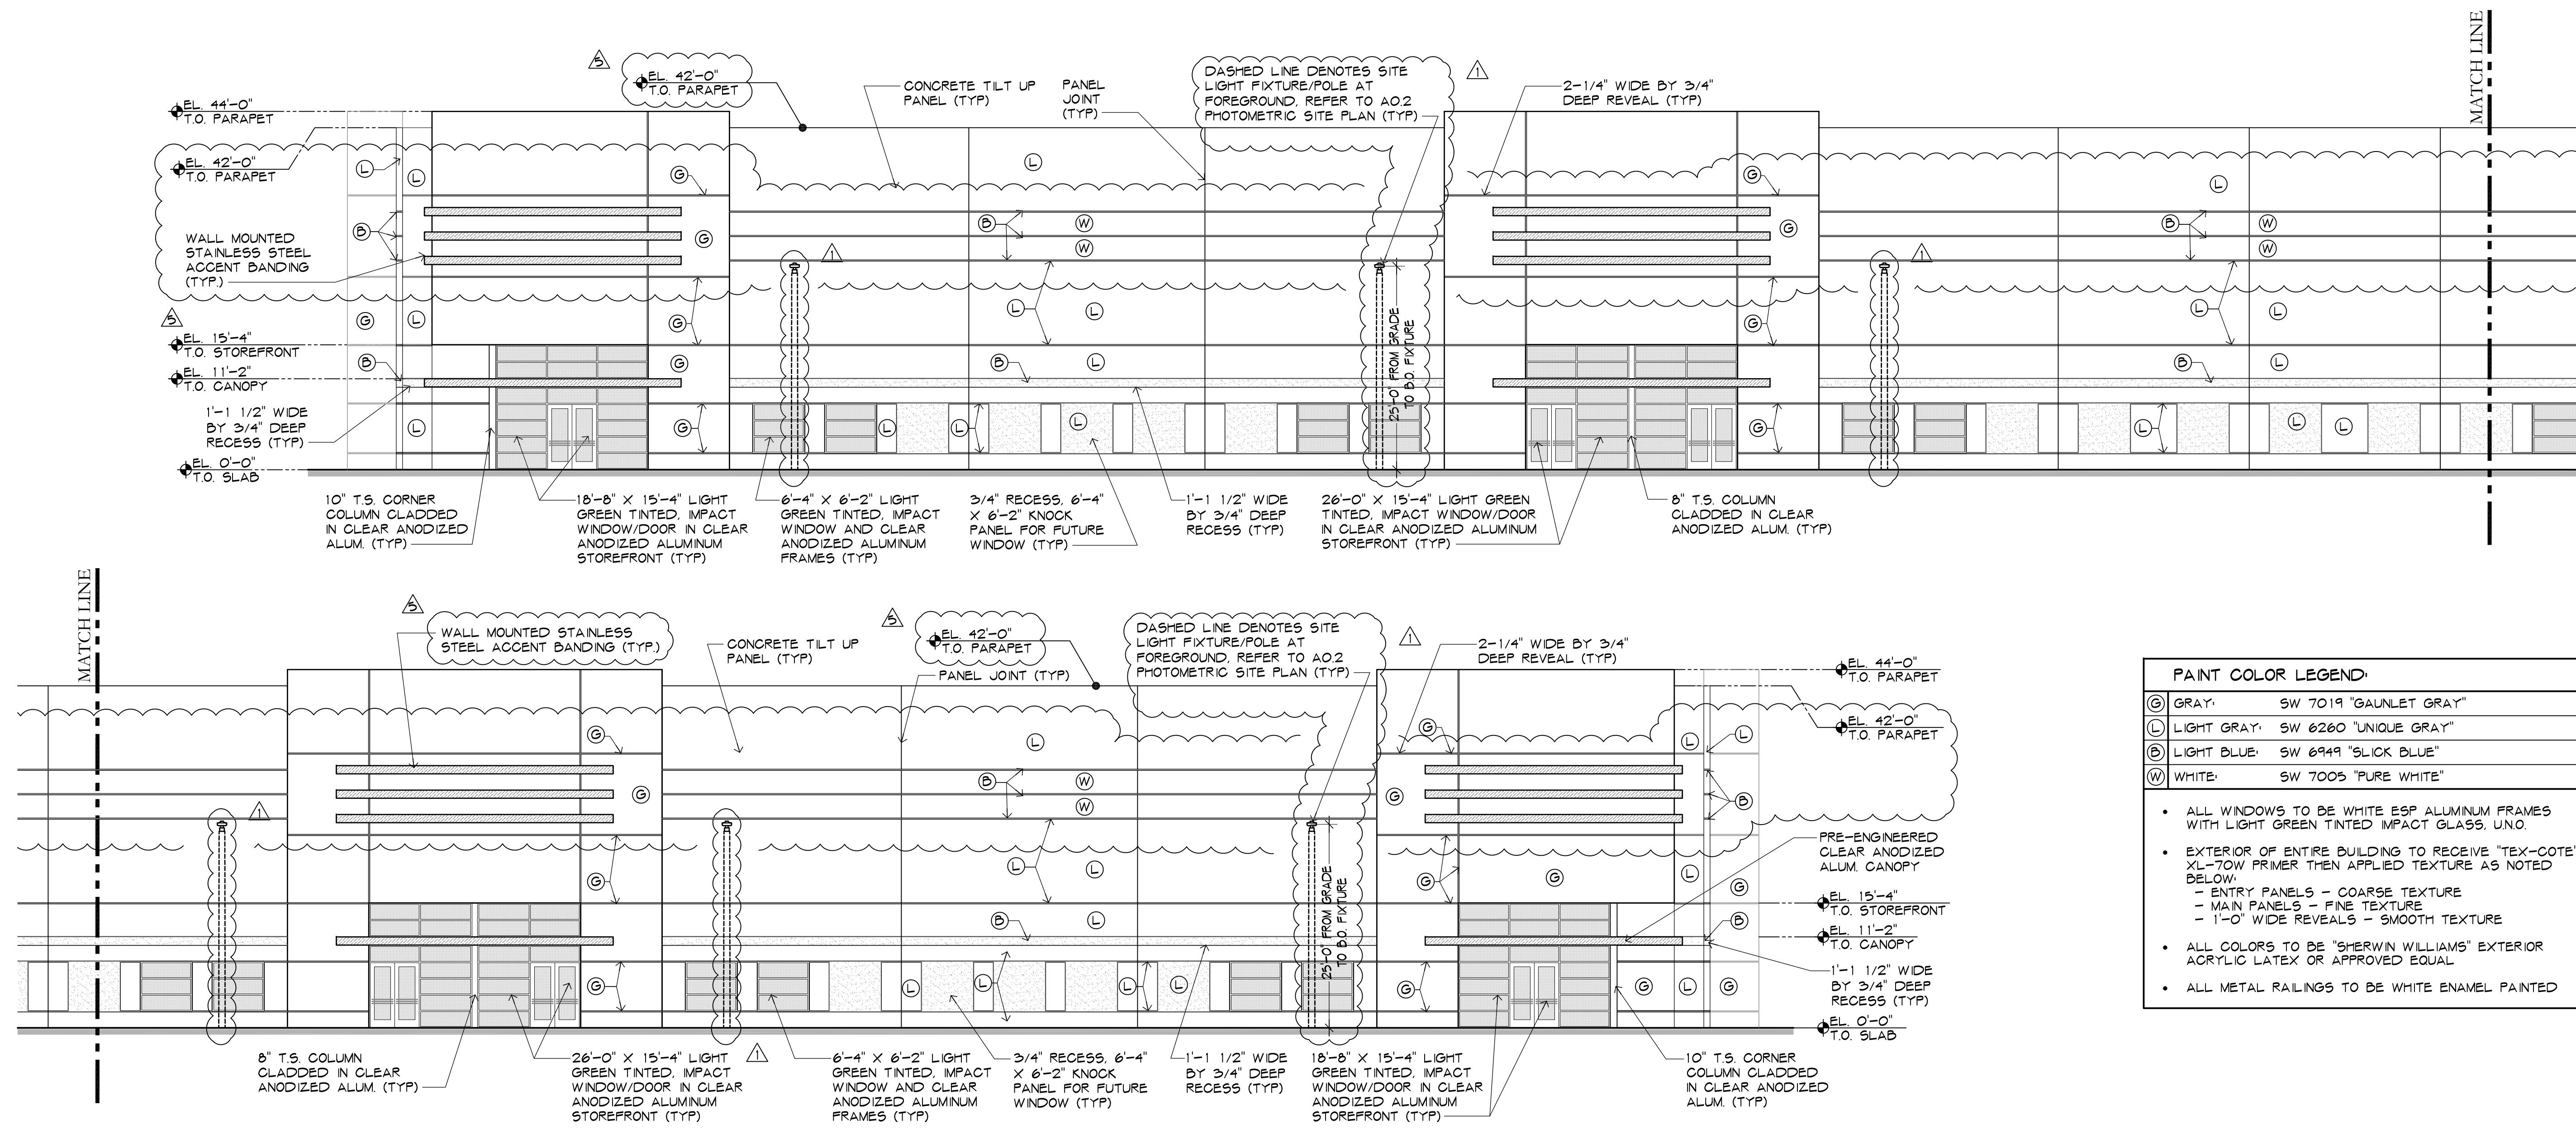 MATCH LINE
5
EL. 42'-0"
T.O. PARAPET
CONCRETE TILT UP
PANEL (TYP)
PANEL
JOINT
(TYP)
DASHED LINE DENOTES SITE
LIGHT FIXTURE/POLE AT
FOREGROUND, REFER TO A0.2
PHOTOMETRIC SITE PLAN (TYP)
1
2-1/4" WIDE BY 3/4"
DEEP REVEAL (TYP)
EL. 44'-0"
T.O. PARAPET
EL. 42'-0"
T.O. PARAPET
L
L
G
L
G
L
B
G
B
W
W
G
B
W
W
WALL MOUNTED
STAINLESS STEEL
ACCENT BANDING
(TYP.)
1
1
5
G
L
G
L
L
G
L
L
25'-0" FROM GRADE
TO B.O. FIXTURE
EL. 15'-4"
T.O. STOREFRONT
B
G
B
L
B
L
EL. 11'-2"
T.O. CANOPY
1'-1 1/2" WIDE
BY 3/4" DEEP
RECESS (TYP)
L
G
L
L
L
G
L
L
L
EL. 0'-0"
T.O. SLAB
10" T.S. CORNER
COLUMN CLADDED
IN CLEAR ANODIZED
ALUM. (TYP)
18'-8" X 15'-4" LIGHT
GREEN TINTED, IMPACT
WINDOW/DOOR IN CLEAR
ANODIZED ALUMINUM
STOREFRONT (TYP)
6'-4" X 6'-2" LIGHT
GREEN TINTED, IMPACT
WINDOW AND CLEAR
ANODIZED ALUMINUM
FRAMES (TYP)
3/4" RECESS, 6'-4"
X 6'-2" KNOCK
PANEL FOR FUTURE
WINDOW (TYP)
1'-1 1/2" WIDE
BY 3/4" DEEP
RECESS (TYP)
26'-0" X 15'-4" LIGHT GREEN
TINTED, IMPACT WINDOW/DOOR
IN CLEAR ANODIZED ALUMINUM
STOREFRONT (TYP)
8" T.S. COLUMN
CLADDED IN CLEAR
ANODIZED ALUM. (TYP)
MATCH LINE
5
WALL MOUNTED STAINLESS
STEEL ACCENT BANDING (TYP.)
CONCRETE TILT UP
PANEL (TYP)
5
EL. 42'-0"
T.O. PARAPET
PANEL JOINT (TYP)
DASHED LINE DENOTES SITE
LIGHT FIXTURE/POLE AT
FOREGROUND, REFER TO A0.2
PHOTOMETRIC SITE PLAN (TYP)
1
2-1/4" WIDE BY 3/4"
DEEP REVEAL (TYP)
EL. 44'-0"
T.O. PARAPET
EL. 42'-0"
T.O. PARAPET
G
L
G
L
L
G
B
W
W
G
B
1
L
L
G
G
G
L
G
25'-0" FROM GRADE
TO B.O. FIXTURE
PRE-ENGINEERED
CLEAR ANODIZED
ALUM. CANOPY
EL. 15'-4"
T.O. STOREFRONT
B
L
B
EL. 11'-2"
T.O. CANOPY
1'-1 1/2" WIDE
BY 3/4" DEEP
RECESS (TYP)
G
L
L
L
L
G
G
L
G
EL. 0'-0"
T.O. SLAB
8" T.S. COLUMN
CLADDED IN CLEAR
ANODIZED ALUM. (TYP)
26'-0" X 15'-4" LIGHT
GREEN TINTED, IMPACT
WINDOW/DOOR IN CLEAR
ANODIZED ALUMINUM
STOREFRONT (TYP)
1
6'-4" X 6'-2" LIGHT
GREEN TINTED, IMPACT
WINDOW AND CLEAR
ANODIZED ALUMINUM
FRAMES (TYP)
3/4" RECESS, 6'-4"
X 6'-2" KNOCK
PANEL FOR FUTURE
WINDOW (TYP)
1'-1 1/2" WIDE
BY 3/4" DEEP
RECESS (TYP)
18'-8" X 15'-4" LIGHT
GREEN TINTED, IMPACT
WINDOW/DOOR IN CLEAR
ANODIZED ALUMINUM
STOREFRONT (TYP)
10" T.S. CORNER
COLUMN CLADDED
IN CLEAR ANODIZED
ALUM. (TYP)
PAINT COLOR LEGEND:
G GRAY: SW 7019 "GAUNLET GRAY"
L LIGHT GRAY: SW 6260 "UNIQUE GRAY"
B LIGHT BLUE: SW 6949 "SLICK BLUE"
W WHITE: SW 7005 "PURE WHITE"
• ALL WINDOWS TO BE WHITE ESP ALUMINUM FRAMES
WITH LIGHT GREEN TINTED IMPACT GLASS, U.N.O.
• EXTERIOR OF ENTIRE BUILDING TO RECEIVE "TEX-COTE"
XL-70W PRIMER THEN APPLIED TEXTURE AS NOTED
BELOW:
- ENTRY PANELS - COARSE TEXTURE
- MAIN PANELS - FINE TEXTURE
- 1'-0" WIDE REVEALS - SMOOTH TEXTURE
• ALL COLORS TO BE "SHERWIN WILLIAMS" EXTERIOR
ACRYLIC LATEX OR APPROVED EQUAL
• ALL METAL RAILINGS TO BE WHITE ENAMEL PAINTED